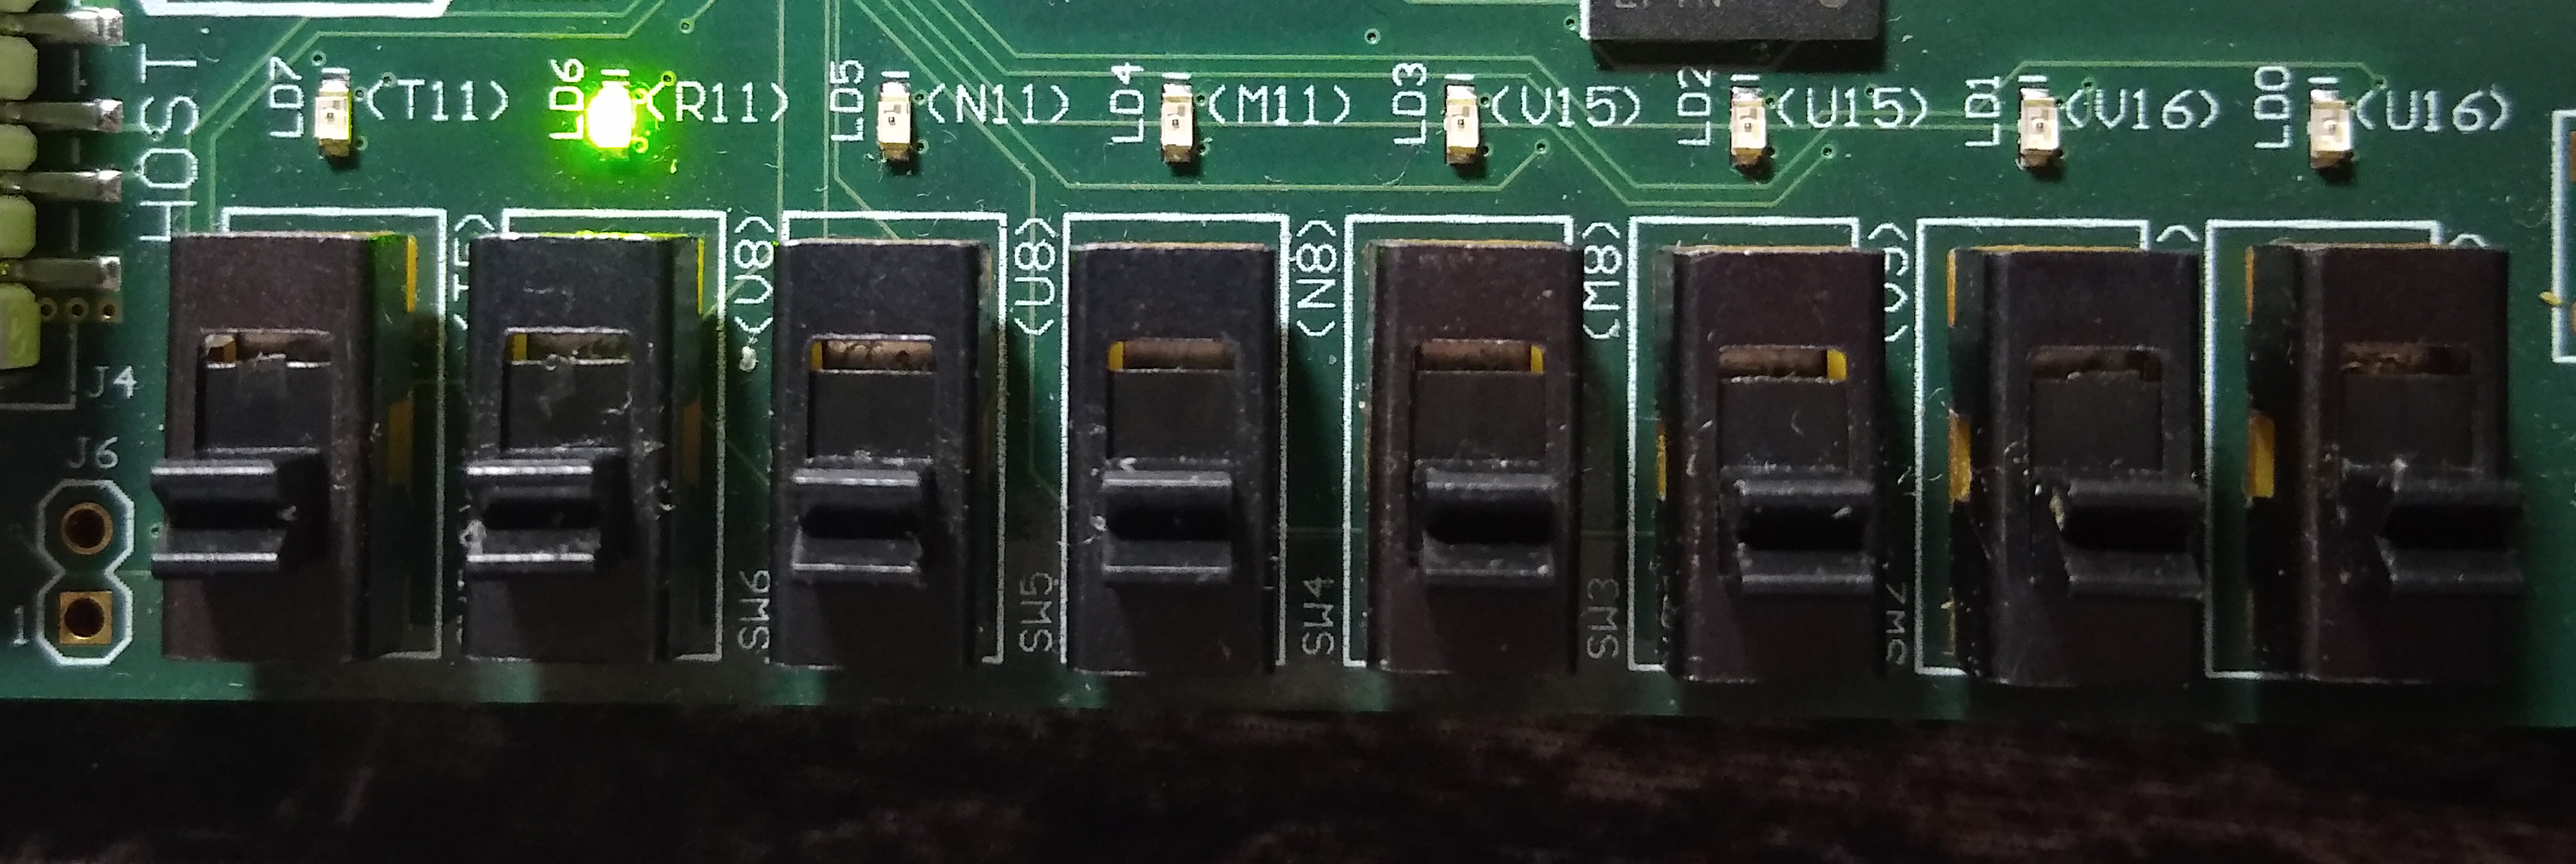 HOST
LD7 (T11)
LD6 (R11)
LD5 (N11)
LD4 (M11)
LD3 (V15)
LD2 (U15)
LD1 (V16)
LD0 (U16)
(T5)
(V8)
(U8)
(N8)
(M8)
(V9)
J4
J6
1
SW6
SW5
SW4
SW3
SW2